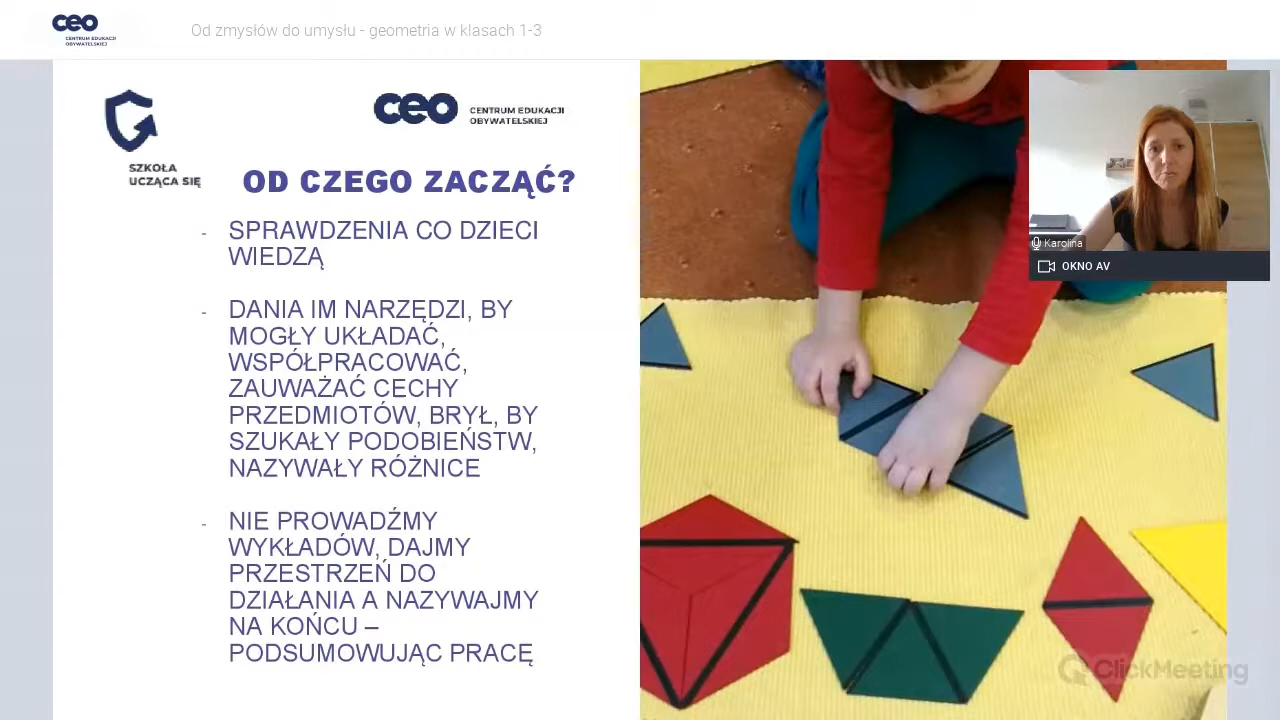 ceo
CENTRUM EDUKACJI
OBYWATELSKIEJ
Od zmysłów do umysłu - geometria w klasach 1-3
SZKOŁA
UCZĄCA SIĘ
ceo
CENTRUM EDUKACJI
OBYWATELSKIEJ
OD CZEGO ZACZĄĆ?
- SPRAWDZENIA CO DZIECI
WIEDZĄ
- DANIA IM NARZĘDZI, BY
MOGŁY UKŁADAĆ,
WSPÓŁPRACOWAĆ,
ZAUWAŻAĆ CECHY
PRZEDMIOTÓW, BRYŁ, BY
SZUKAŁY PODOBIEŃSTW,
NAZYWAŁY RÓŻNICE
- NIE PROWADŹMY
WYKŁADÓW, DAJMY
PRZESTRZEŃ DO
DZIAŁANIA A NAZYWAJMY
NA KOŃCU –
PODSUMOWUJĄC PRACĘ
Karolina
OKNO AV
ClickMeeting